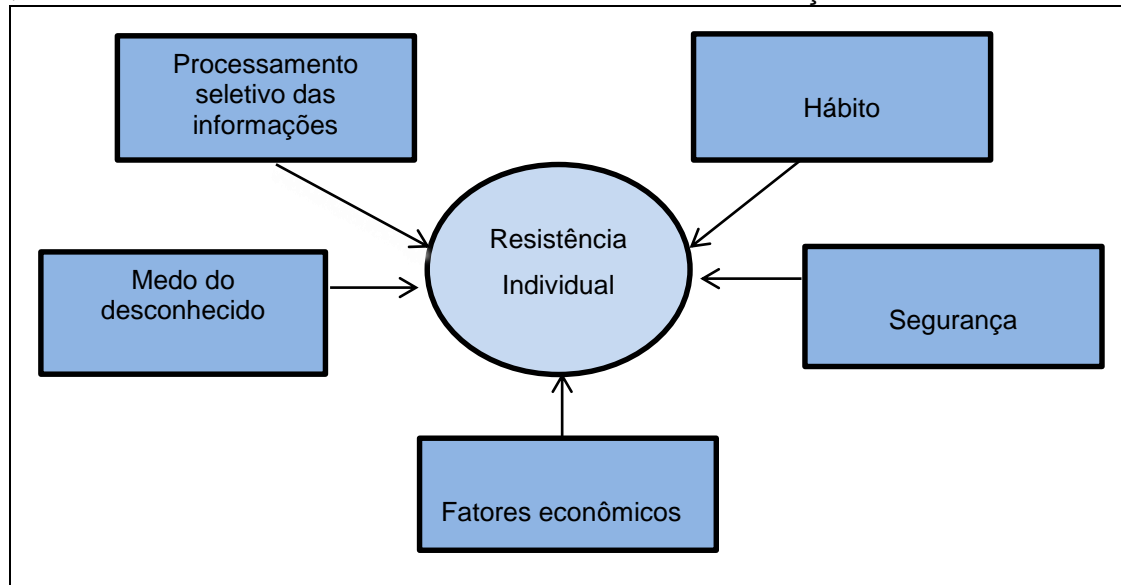 Processamento
seletivo das
informações
Hábito
Resistência
Individual
Medo do
desconhecido
Segurança
Fatores econômicos